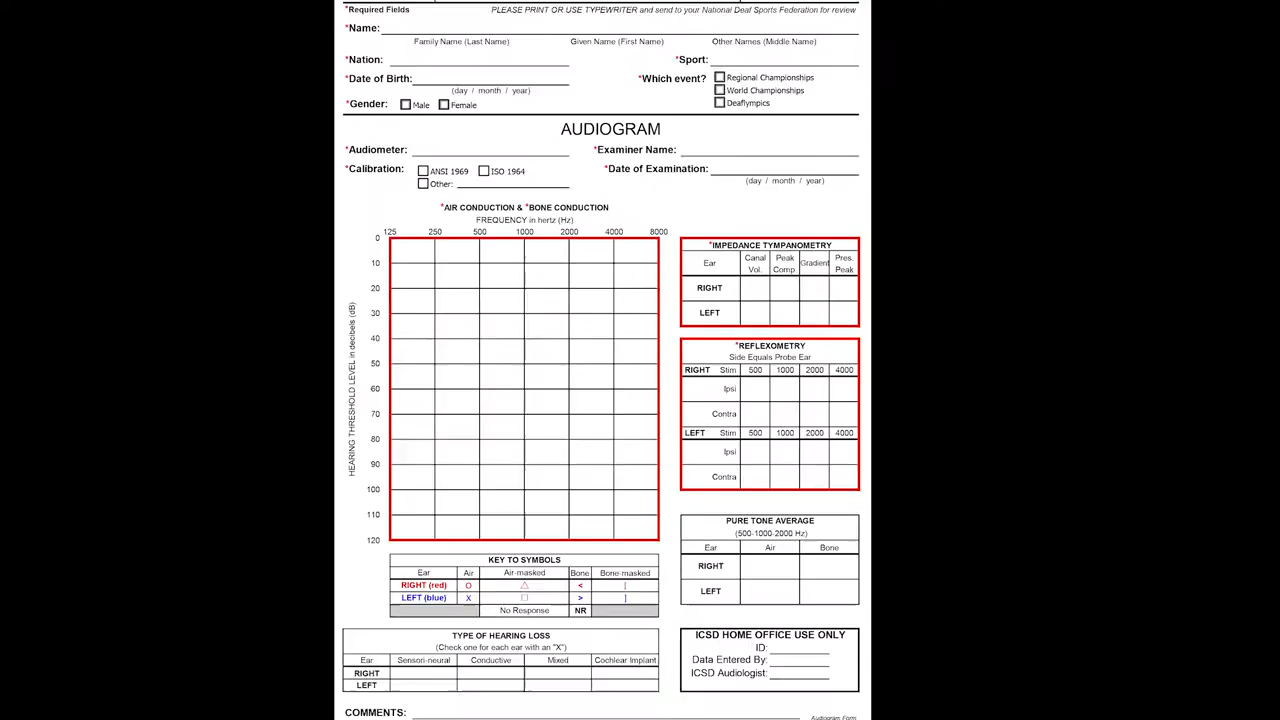 *Required Fields PLEASE PRINT OR USE TYPEWRITER and send to your National Deaf Sports Federation for review
*Name:
Family Name (Last Name) Given Name (First Name) Other Names (Middle Name)
*Nation: *Sport:
*Date of Birth: *Which event? Regional Championships
(day / month / year) World Championships
*Gender: Male Female Deaflympics
AUDIOGRAM
*Audiometer: *Examiner Name:
*Calibration: ANSI 1969 ISO 1964 *Date of Examination:
Other: (day / month / year)
*AIR CONDUCTION & *BONE CONDUCTION
FREQUENCY in hertz (Hz)
125 250 500 1000 2000 4000 8000
HEARING THRESHOLD LEVEL in decibels (dB)
0
10
20
30
40
50
60
70
80
90
100
110
120
*IMPEDANCE TYMPANOMETRY
Ear Canal Vol. Peak Comp Gradient Pres. Peak
RIGHT
LEFT
*REFLEXOMETRY
Side Equals Probe Ear
RIGHT Stim 500 1000 2000 4000
Ipsi
Contra
LEFT Stim 500 1000 2000 4000
Ipsi
Contra
PURE TONE AVERAGE
(500-1000-2000 Hz)
Ear Air Bone
RIGHT
LEFT
KEY TO SYMBOLS
Ear Air Air-masked Bone Bone-masked
RIGHT (red) O △ < [
LEFT (blue) X □ > ]
No Response NR
TYPE OF HEARING LOSS
(Check one for each ear with an "X")
Ear Sensori-neural Conductive Mixed Cochlear Implant
RIGHT
LEFT
ICSD HOME OFFICE USE ONLY
ID:
Data Entered By:
ICSD Audiologist:
COMMENTS:
Audiogram Form